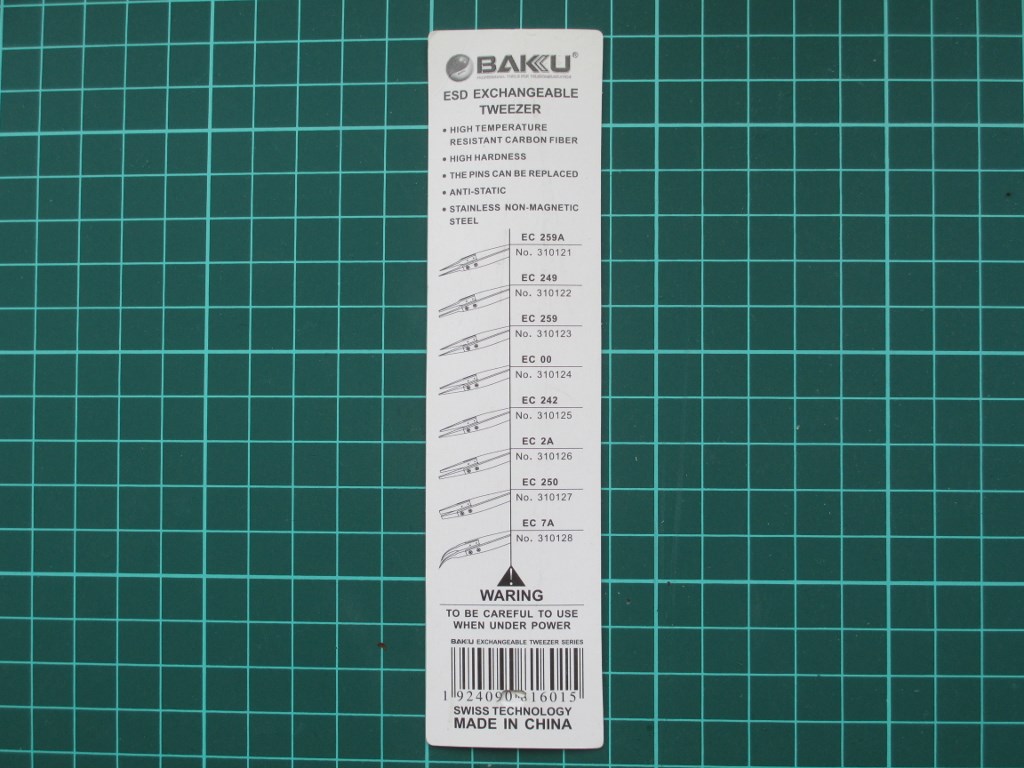 BAKU®
ESD EXCHANGEABLE
TWEEZER
• HIGH TEMPERATURE
RESISTANT CARBON FIBER
• HIGH HARDNESS
• THE PINS CAN BE REPLACED
• ANTI-STATIC
• STAINLESS NON-MAGNETIC
STEEL
EC 259A
No. 310121
EC 249
No. 310122
EC 259
No. 310123
EC 00
No. 310124
EC 242
No. 310125
EC 2A
No. 310126
EC 250
No. 310127
EC 7A
No. 310128
WARING
TO BE CAREFUL TO USE
WHEN UNDER POWER
BAKU EXCHANGEABLE TWEEZER SERIES
1 924090 816015
SWISS TECHNOLOGY
MADE IN CHINA